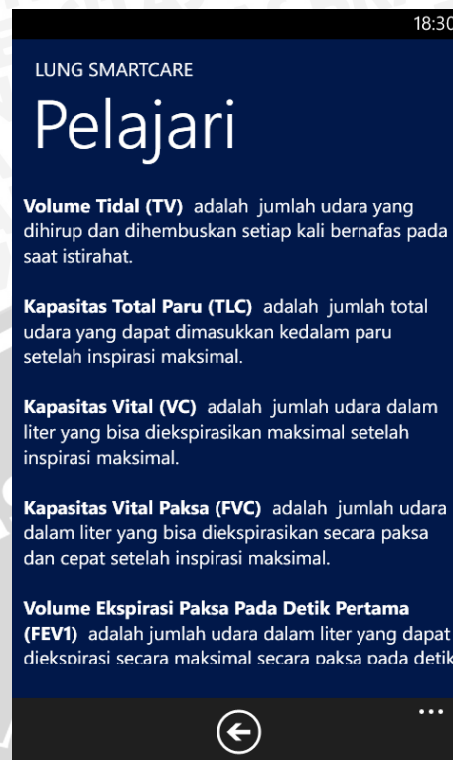 18:30
LUNG SMARTCARE
Pelajari
Volume Tidal (TV) adalah jumlah udara yang
dihirup dan dihembuskan setiap kali bernafas pada
saat istirahat.
Kapasitas Total Paru (TLC) adalah jumlah total
udara yang dapat dimasukkan kedalam paru
setelah inspirasi maksimal.
Kapasitas Vital (VC) adalah jumlah udara dalam
liter yang bisa diekspirasikan maksimal setelah
inspirasi maksimal.
Kapasitas Vital Paksa (FVC) adalah jumlah udara
dalam liter yang bisa diekspirasikan secara paksa
dan cepat setelah inspirasi maksimal.
Volume Ekspirasi Paksa Pada Detik Pertama
(FEV1) adalah jumlah udara dalam liter yang dapat
diekspirasi secara maksimal secara paksa pada detik